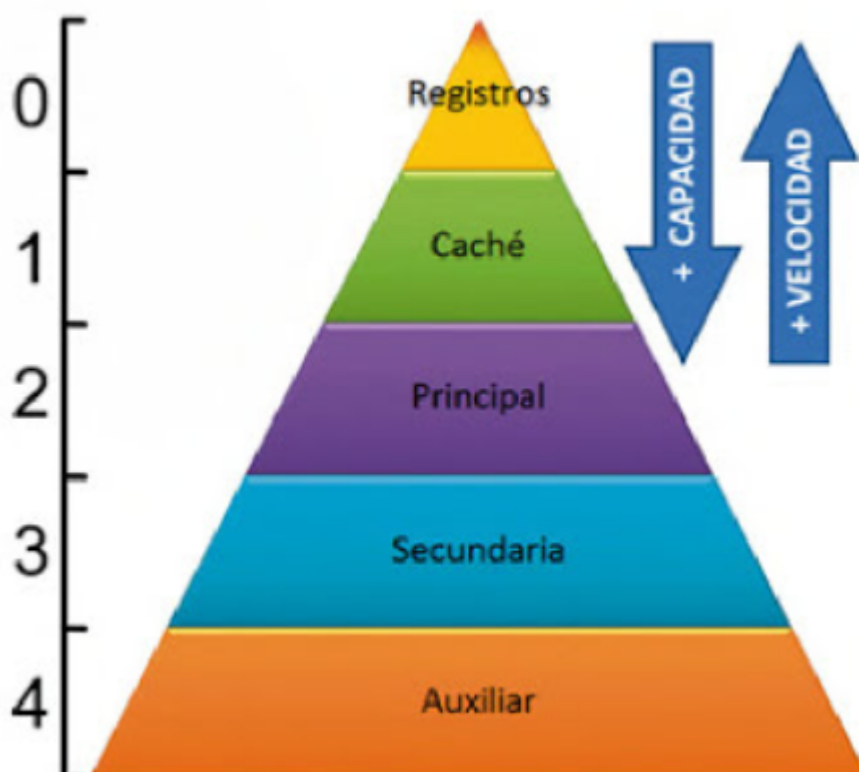 0
Registros
+ CAPACIDAD
+ VELOCIDAD
1
Caché
2
Principal
3
Secundaria
4
Auxiliar